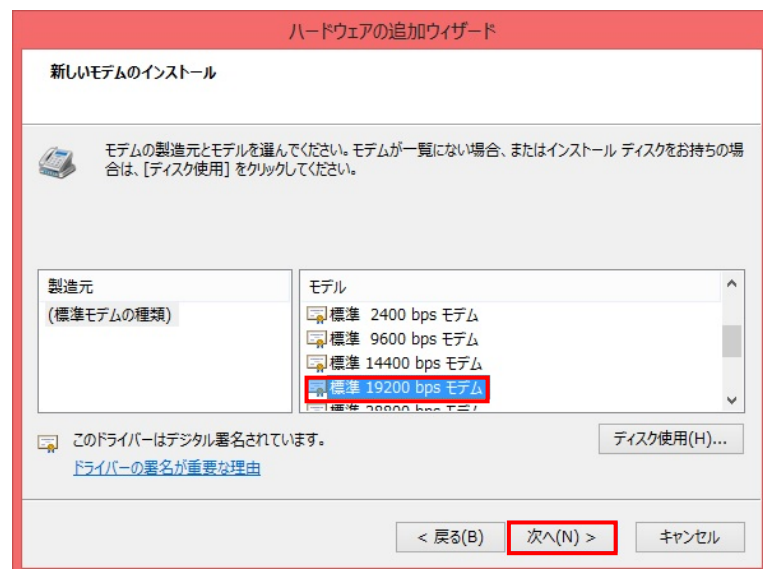 ハードウェアの追加ウィザード
新しいモデムのインストール
モデムの製造元とモデルを選んでください。モデムが一覧にない場合、またはインストール ディスクをお持ちの場
合は、[ディスク使用] をクリックしてください。
製造元
(標準モデムの種類)
モデル
標準 2400 bps モデム
標準 9600 bps モデム
標準 14400 bps モデム
標準 19200 bps モデム
標準 28800 bps モデム
このドライバーはデジタル署名されています。
ディスク使用(H)...
ドライバーの署名が重要な理由
< 戻る(B)
次へ(N) >
キャンセル